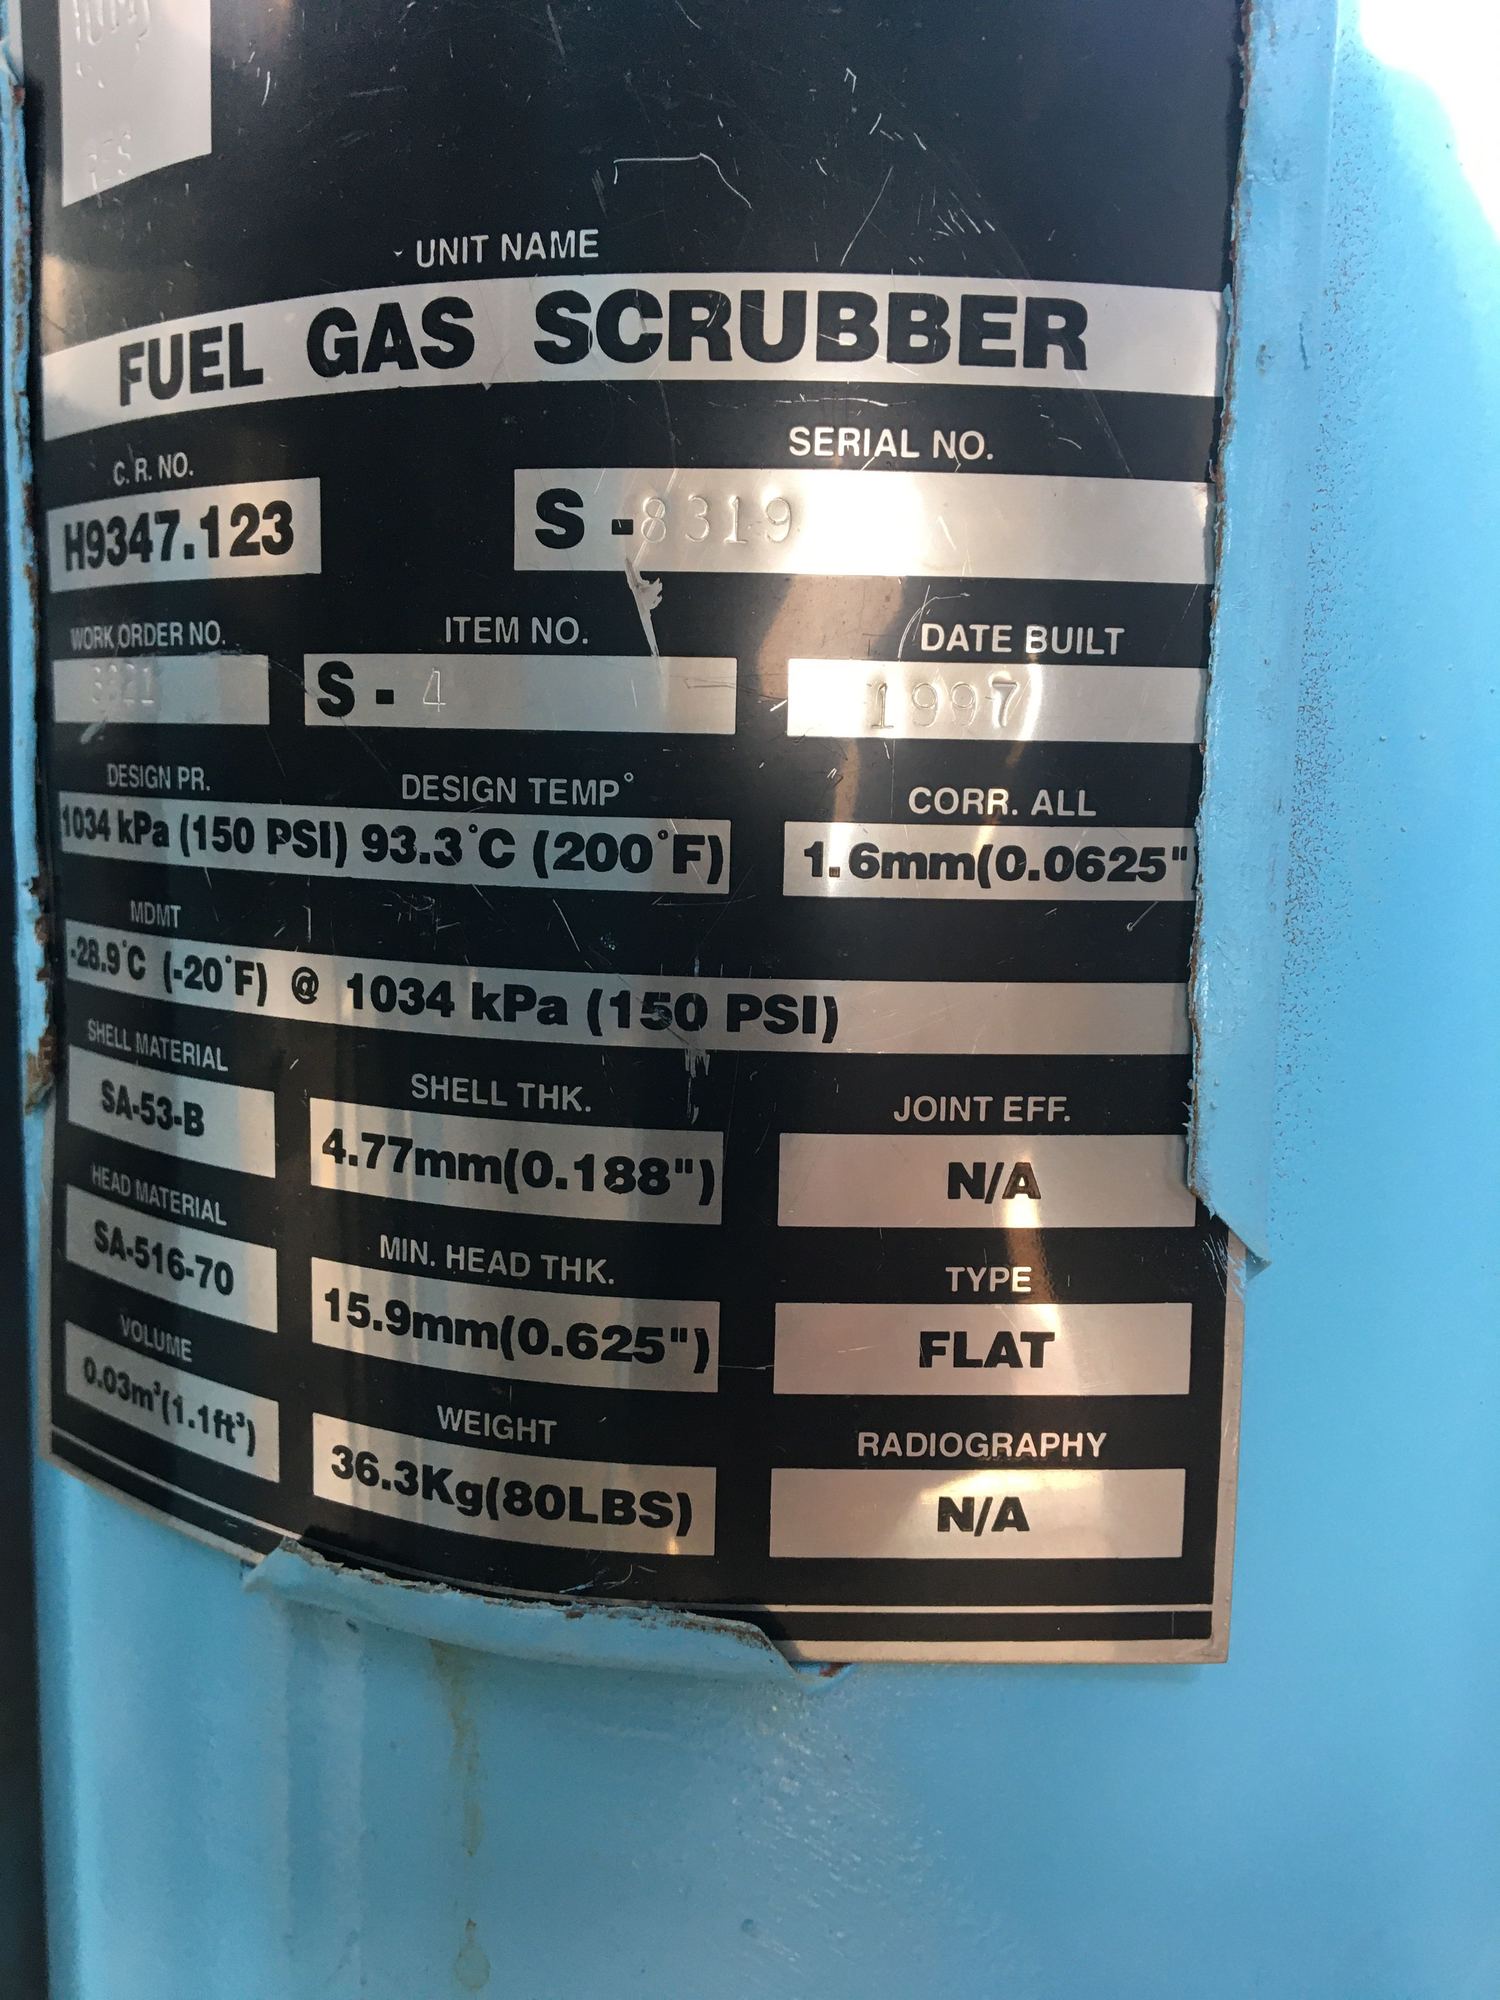 UNIT NAME
FUEL GAS SCRUBBER
C. R. NO. SERIAL NO.
H9347.123 S - 8319
WORK ORDER NO. ITEM NO. DATE BUILT
S - 4 1997
DESIGN PR. DESIGN TEMP° CORR. ALL
1034 kPa (150 PSI) 93.3°C (200°F) 1.6mm(0.0625"
MDMT
-28.9°C (-20°F) @ 1034 kPa (150 PSI)
SHELL MATERIAL SHELL THK. JOINT EFF.
SA-53-B 4.77mm(0.188") N/A
HEAD MATERIAL MIN. HEAD THK. TYPE
SA-516-70 15.9mm(0.625") FLAT
VOLUME WEIGHT RADIOGRAPHY
0.03m³(1.1ft³) 36.3Kg(80LBS) N/A